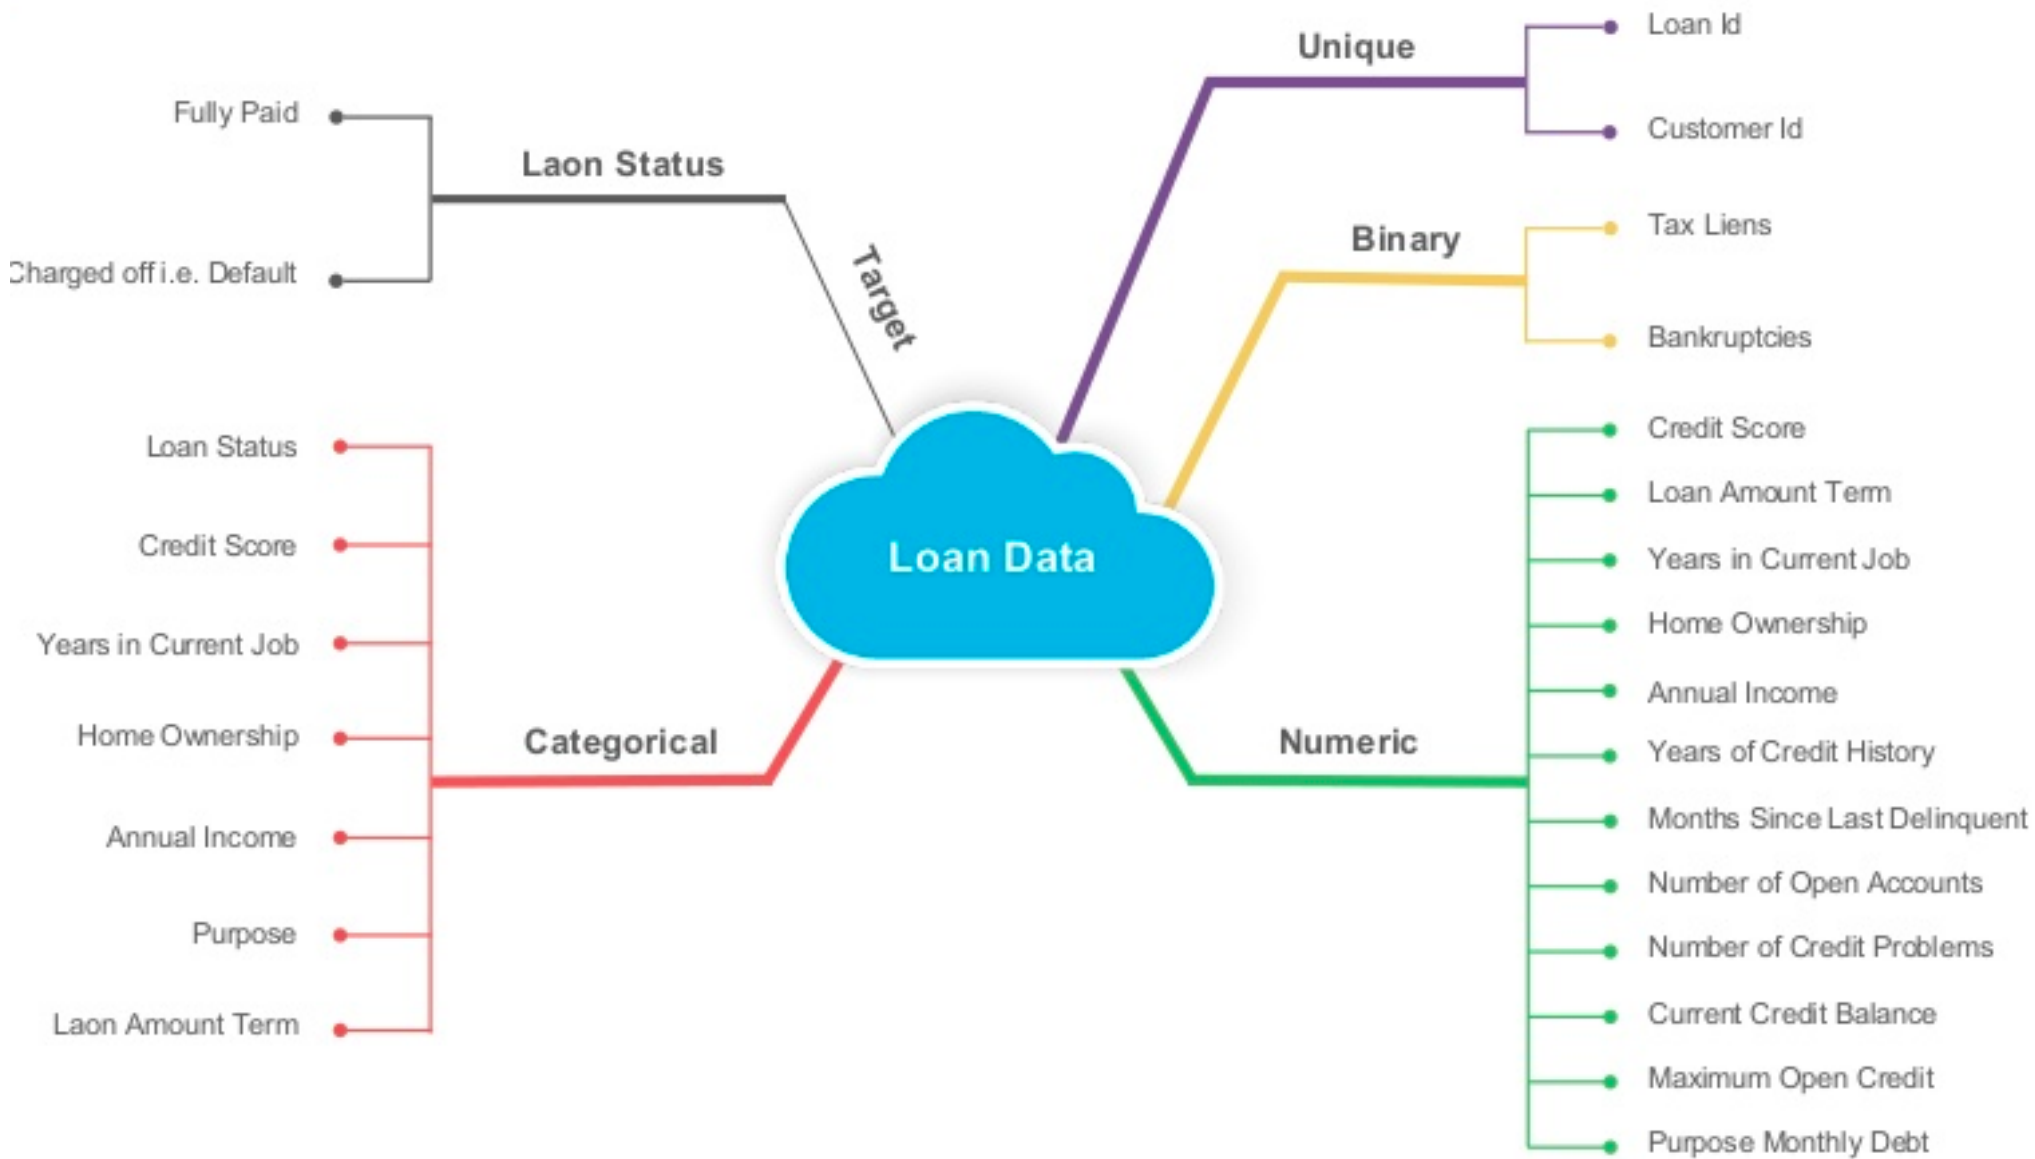 Unique
Loan Id
Customer Id
Fully Paid
Laon Status
Charged off i.e. Default
Target
Binary
Tax Liens
Bankruptcies
Loan Data
Loan Status
Credit Score
Years in Current Job
Home Ownership
Categorical
Annual Income
Purpose
Laon Amount Term
Numeric
Credit Score
Loan Amount Term
Years in Current Job
Home Ownership
Annual Income
Years of Credit History
Months Since Last Delinquent
Number of Open Accounts
Number of Credit Problems
Current Credit Balance
Maximum Open Credit
Purpose Monthly Debt